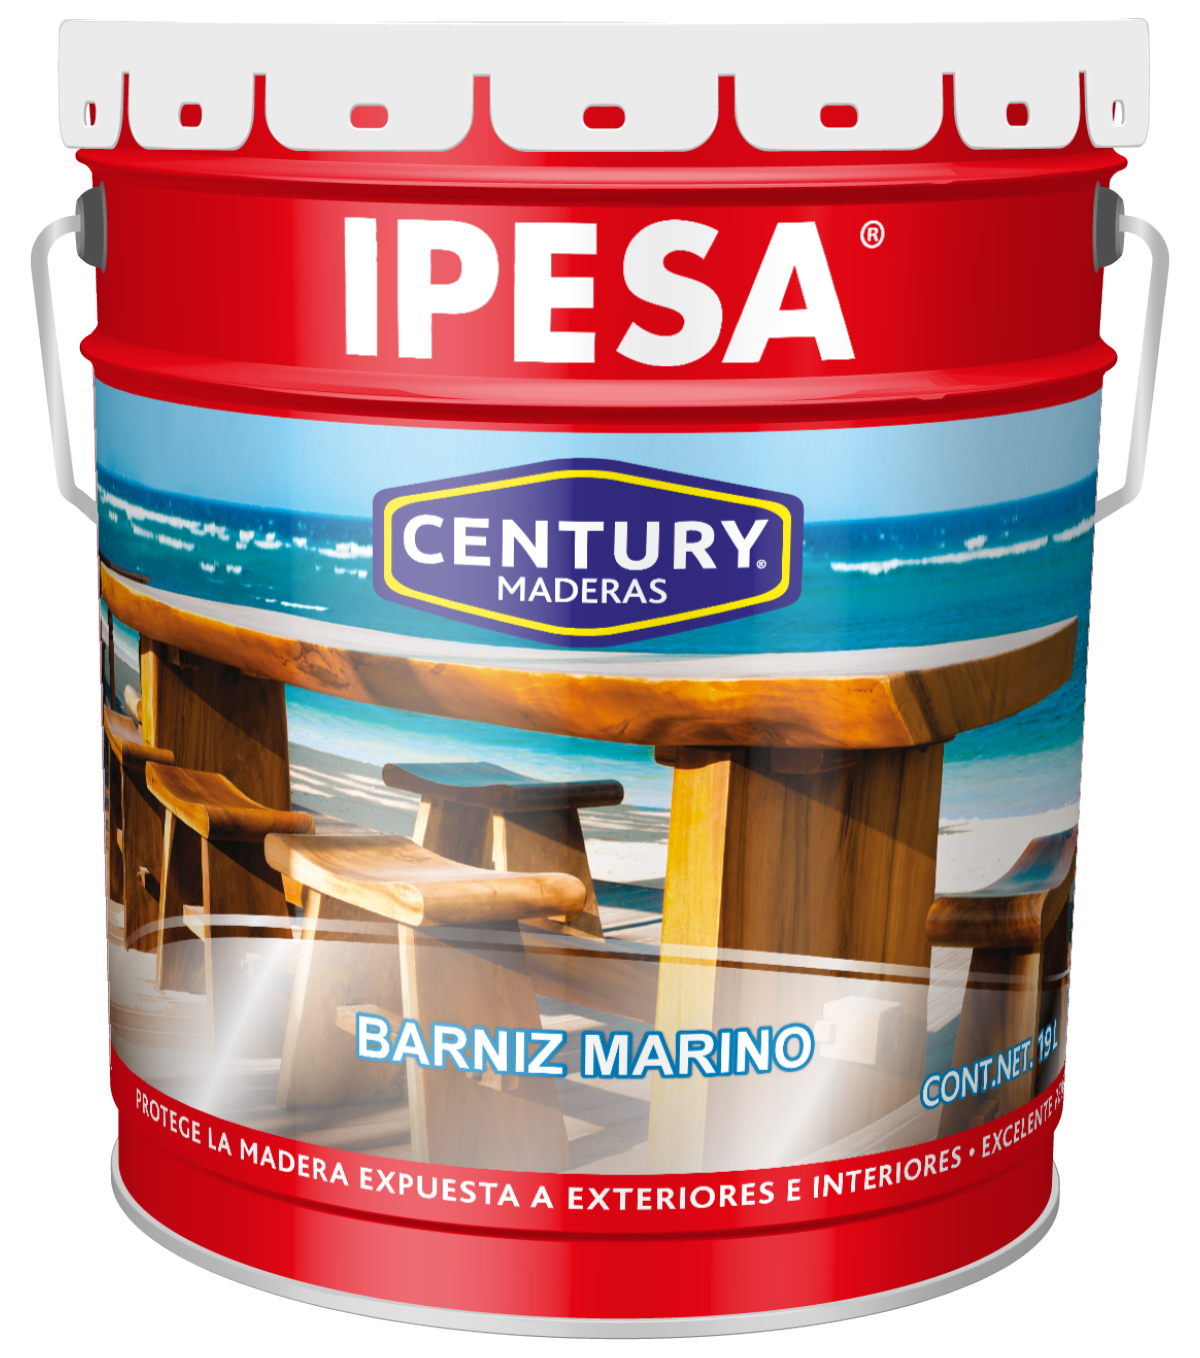 IPESA®
CENTURY®
MADERAS
BARNIZ MARINO
CONT.NET. 19 L
PROTEGE LA MADERA EXPUESTA A EXTERIORES E INTERIORES • EXCELENTE